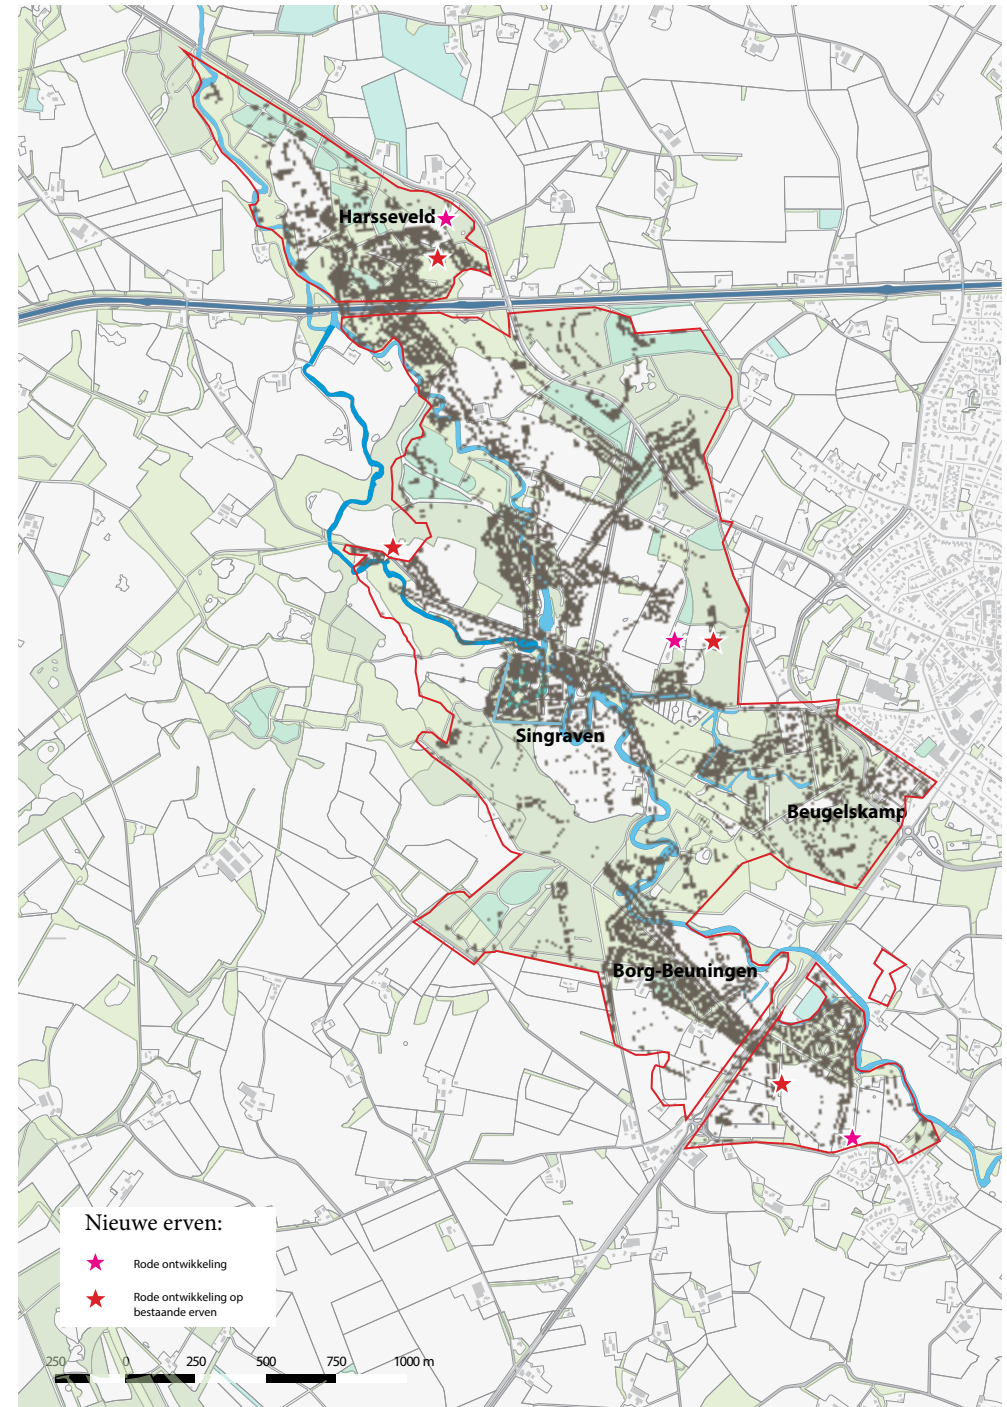 Harsseveld
Singraven
Beugelskamp
Borg-Beuningen
Nieuwe erven:
Rode ontwikkeling
Rode ontwikkeling op
bestaande erven
250 0 250 500 750 1000 m